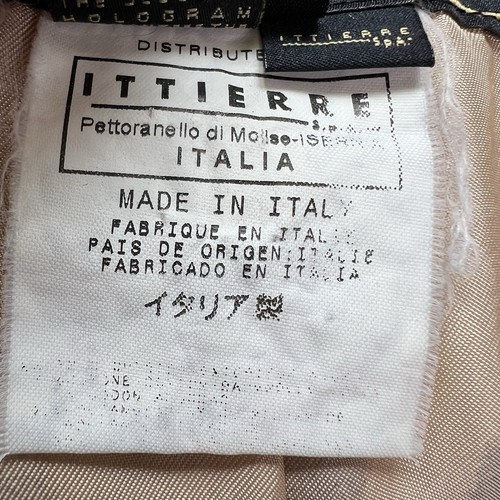 HOLOGRAM
ITTIERRE
S.p.A.
DISTRIBUTE
ITTIERRE
S.p.A.
Pettoranello di Molise-ISERNIA
ITALIA
MADE IN ITALY
FABRIQUE EN ITALIE
PAIS DE ORIGEN:ITALIE
FABRICADO EN ITALIA
イタリア製